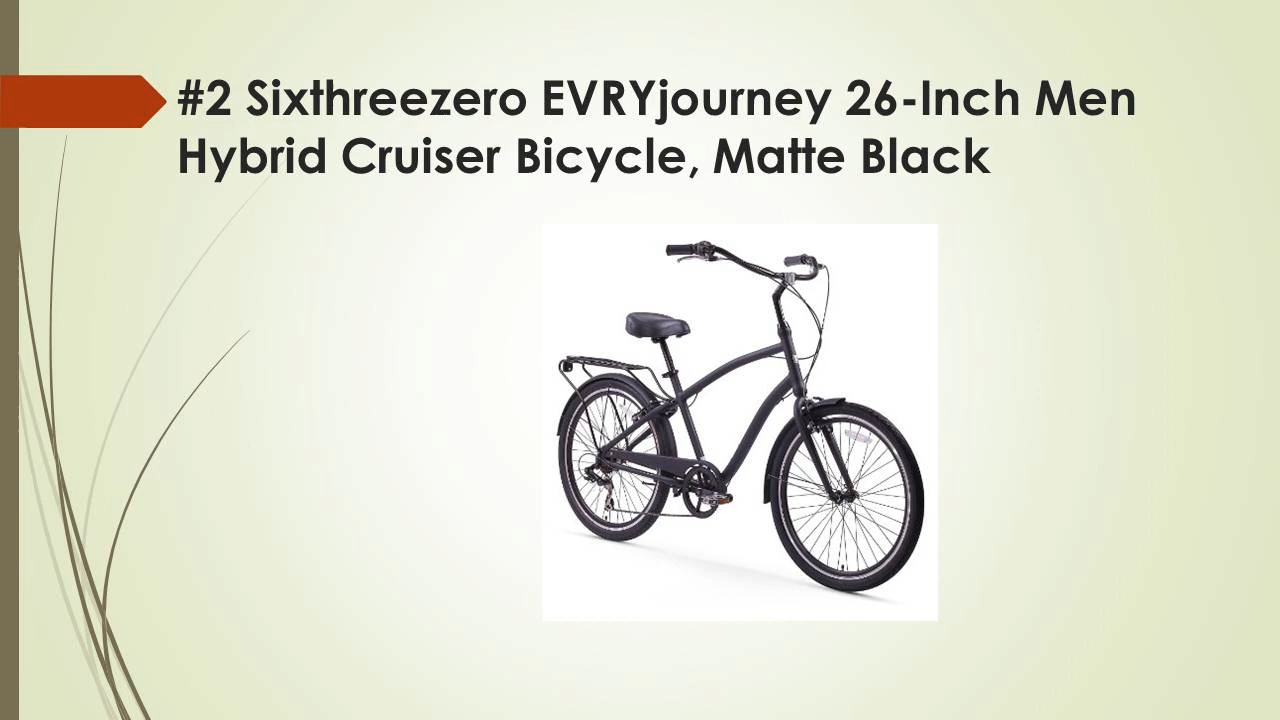 #2 Sixthreezero EVRYjourney 26-Inch Men
Hybrid Cruiser Bicycle, Matte Black